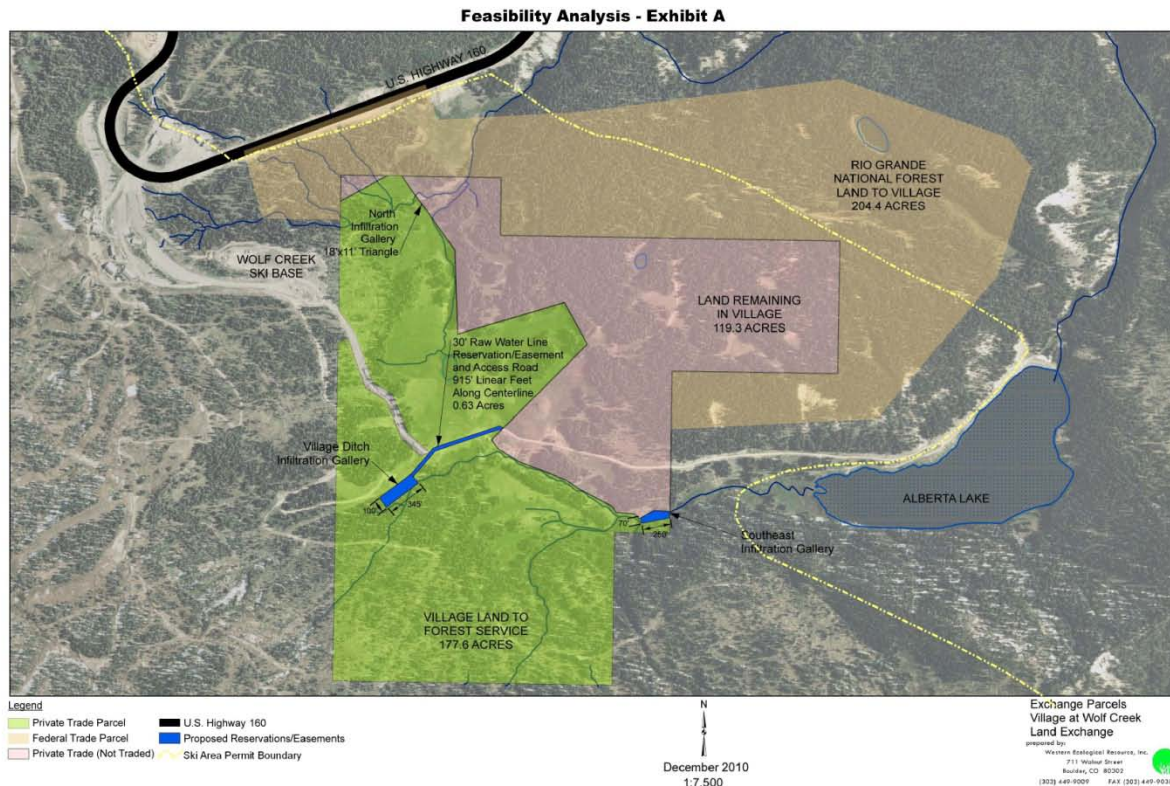 Feasibility Analysis - Exhibit A
U.S. HIGHWAY 160
RIO GRANDE
NATIONAL FOREST
LAND TO VILLAGE
204.4 ACRES
North
Infiltration
Gallery
18'x11' Triangle
WOLF CREEK
SKI BASE
LAND REMAINING
IN VILLAGE
119.3 ACRES
30' Raw Water Line
Reservation/Easement
and Access Road
915' Linear Feet
Along Centerline
0.63 Acres
Village Ditch
Infiltration Gallery
345'
ALBERTA LAKE
70'
Southeast
Infiltration Gallery
VILLAGE LAND TO
FOREST SERVICE
177.6 ACRES
Legend
Private Trade Parcel
Federal Trade Parcel
Private Trade (Not Traded)
U.S. Highway 160
Proposed Reservations/Easements
Ski Area Permit Boundary
N
December 2010
1:7,500
Exchange Parcels
Village at Wolf Creek
Land Exchange
prepared by:
Western Ecological Resource, Inc.
711 Walnut Street
Boulder, CO 80302
(303) 449-9009 FAX (303) 449-903